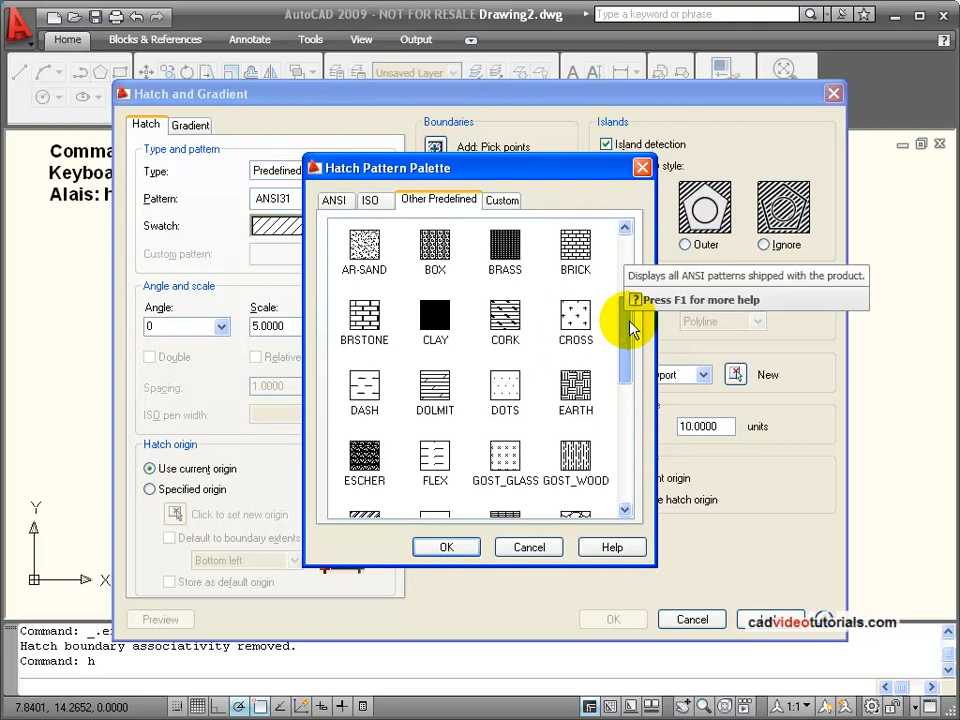 AutoCAD 2009 - NOT FOR RESALE Drawing2.dwg
Type a keyword or phrase
Home Blocks & References Annotate Tools View Output
Unsaved Layer
Hatch and Gradient
Hatch Gradient
Boundaries
Islands
Comma
Keyboa
Alais: h
Type and pattern
Add: Pick points
Island detection
Type: Predefined
style:
Pattern: ANSI31
Swatch:
Custom pattern:
Outer Ignore
Hatch Pattern Palette
ANSI ISO Other Predefined Custom
AR-SAND BOX BRASS BRICK
BRSTONE CLAY CORK CROSS
DASH DOLMIT DOTS EARTH
ESCHER FLEX GOST_GLASS GOST_WOOD
OK Cancel Help
Displays all ANSI patterns shipped with the product.
Press F1 for more help
Polyline
Angle and scale
Angle: Scale:
0 5.0000
Double Relative
Spacing: 1.0000
ISO pen width:
port New
10.0000 units
Hatch origin
Use current origin
Specified origin
Click to set new origin
Default to boundary extents
Bottom left
Store as default origin
ent origin
e hatch origin
Preview OK Cancel
cadvideotutorials.com
Y
X
Command: _.e
Hatch boundary associativity removed.
Command: h
7.8401, 14.2652, 0.0000
1:1